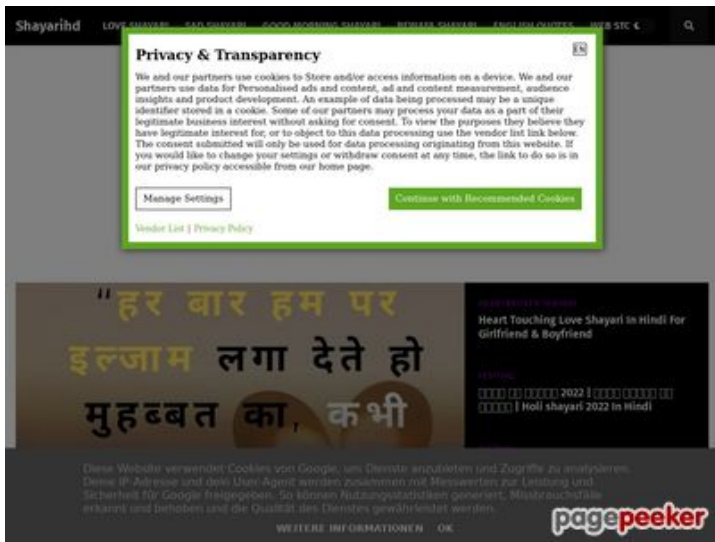 Shayarihd
LOVE SHAYARI SAD SHAYARI GOOD MORNING SHAYARI BEWAFA SHAYARI ENGLISH QUOTES WEB STC
Privacy & Transparency
EN
We and our partners use cookies to Store and/or access information on a device. We and our
partners use data for Personalised ads and content, ad and content measurement, audience
insights and product development. An example of data being processed may be a unique
identifier stored in a cookie. Some of our partners may process your data as a part of their
legitimate business interest without asking for consent. To view the purposes they believe they
have legitimate interest for, or to object to this data processing use the vendor list link below.
The consent submitted will only be used for data processing originating from this website. If
you would like to change your settings or withdraw consent at any time, the link to do so is in
our privacy policy accessible from our home page.
Manage Settings
Continue with Recommended Cookies
Vendor List | Privacy Policy
“हर बार हम पर
इल्जाम लगा देते हो
मुहब्बत का, कभी
Heart Touching Love Shayari In Hindi For
Girlfriend & Boyfriend
FESTIVAL
2022 |
| Holi shayari 2022 In Hindi
Diese Website verwendet Cookies von Google, um Dienste anzubieten und Zugriffe zu analysieren.
Deine IP-Adresse und dein User-Agent werden zusammen mit Messwerten zur Leistung und
Sicherheit für Google freigegeben. So können Nutzungsstatistiken generiert, Missbrauchsfälle
erkannt und behoben und die Qualität des Dienstes gewährleistet werden.
WEITERE INFORMATIONEN OK
pagepeeker